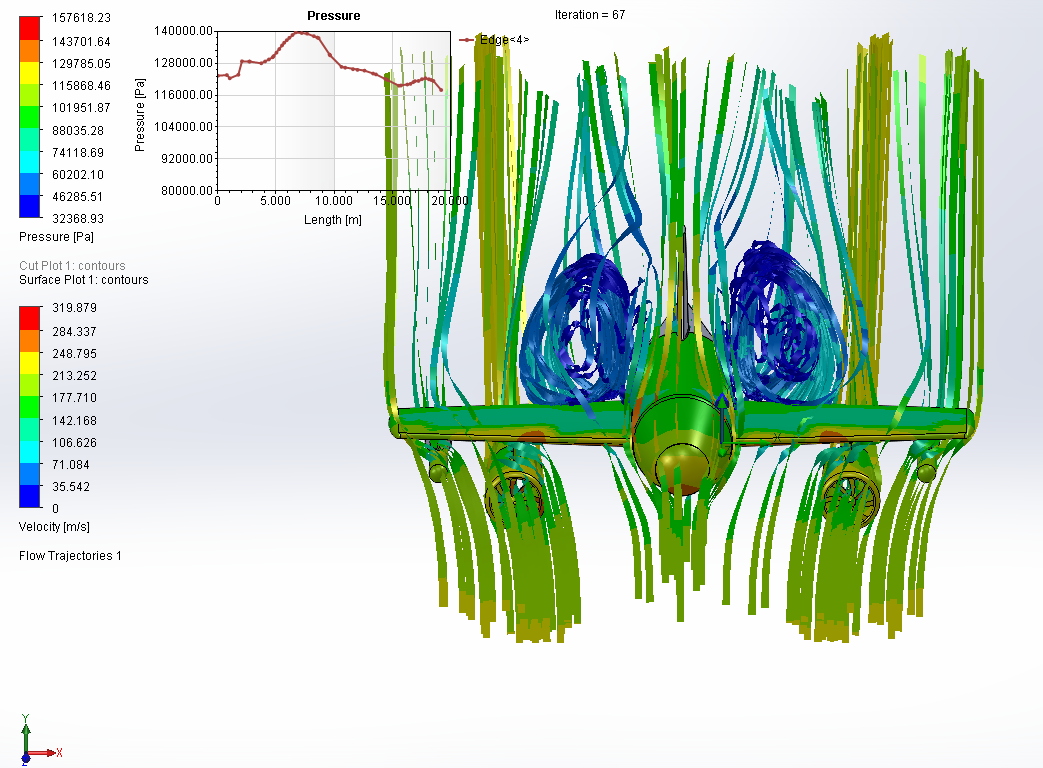 157618.23
143701.64
129785.05
115868.46
101951.87
88035.28
74118.69
60202.10
46285.51
32368.93
Pressure [Pa]
Cut Plot 1: contours
Surface Plot 1: contours
319.879
284.337
248.795
213.252
177.710
142.168
106.626
71.084
35.542
0
Velocity [m/s]
Flow Trajectories 1
Pressure
140000.00
128000.00
116000.00
104000.00
92000.00
80000.00
Pressure [Pa]
0
5.000
10.000
15.000
20.000
Length [m]
Edge<4>
Iteration = 67
X
Y
X